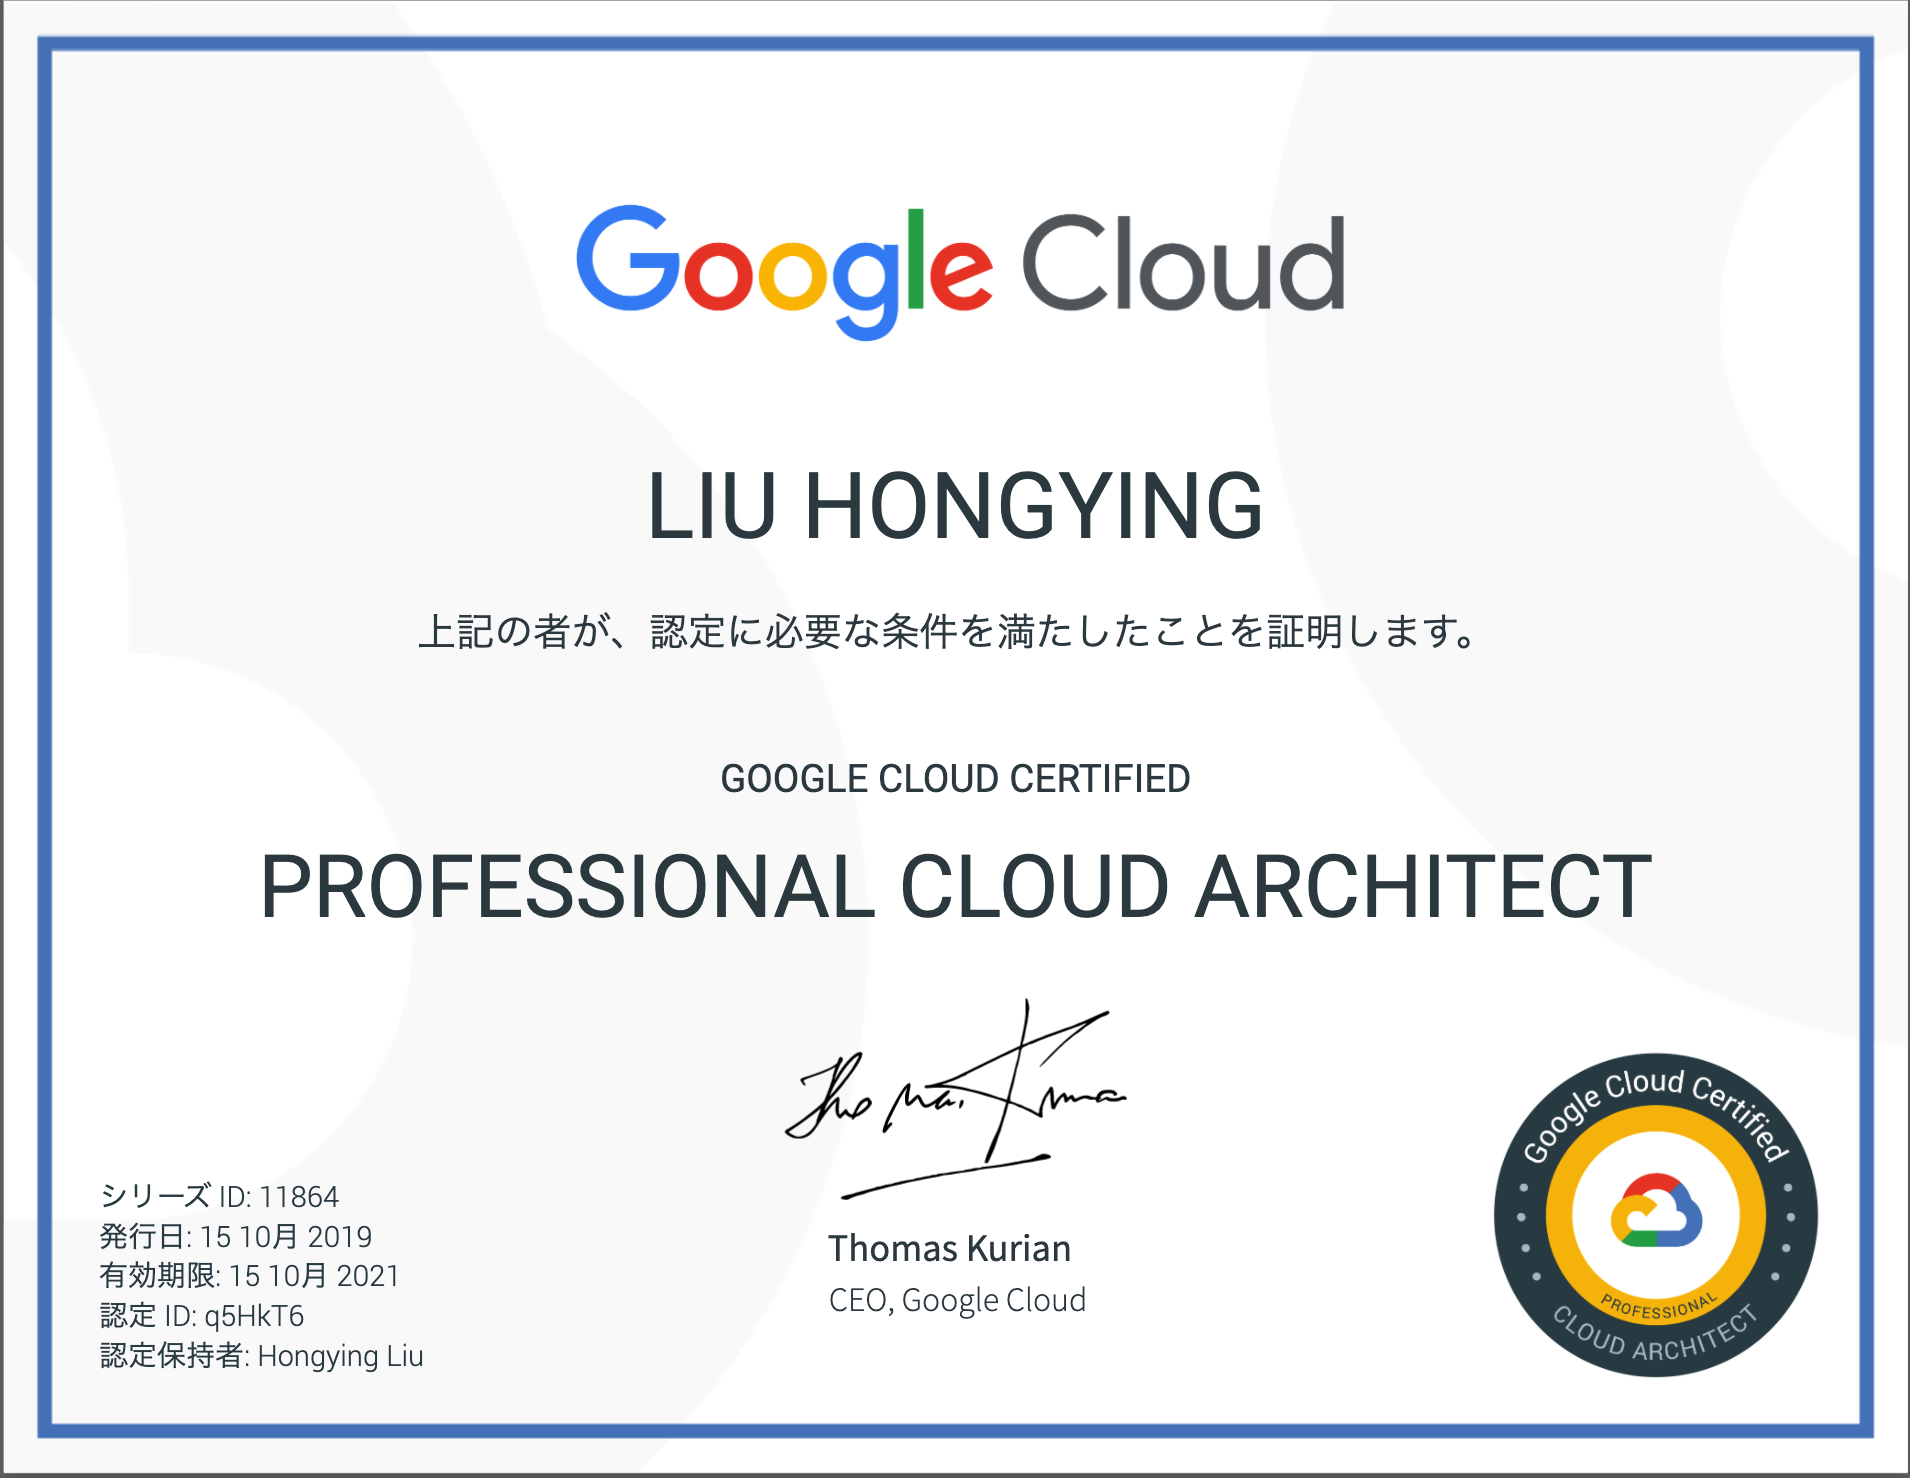 Google Cloud
LIU HONGYING
上記の者が、認定に必要な条件を満たしたことを証明します。
GOOGLE CLOUD CERTIFIED
PROFESSIONAL CLOUD ARCHITECT
シリーズ ID: 11864
発行日: 15 10月 2019
有効期限: 15 10月 2021
認定 ID: q5HkT6
認定保持者: Hongying Liu
Thomas Kurian
CEO, Google Cloud
Google Cloud Certified
PROFESSIONAL
CLOUD ARCHITECT